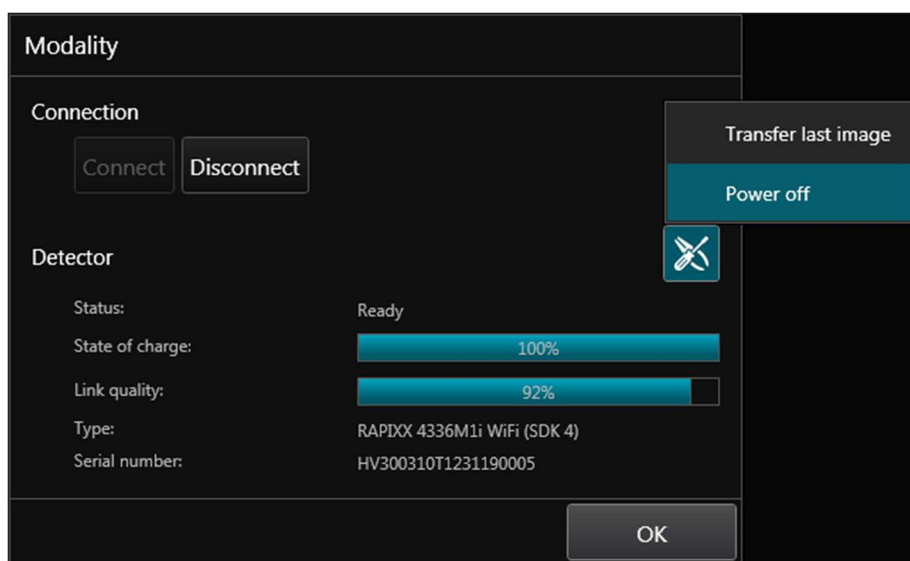 Modality
Connection
Connect Disconnect
Transfer last image
Power off
Detector
Status: Ready
State of charge: 100%
Link quality: 92%
Type: RAPIXX 4336M1i WiFi (SDK 4)
Serial number: HV300310T1231190005
OK